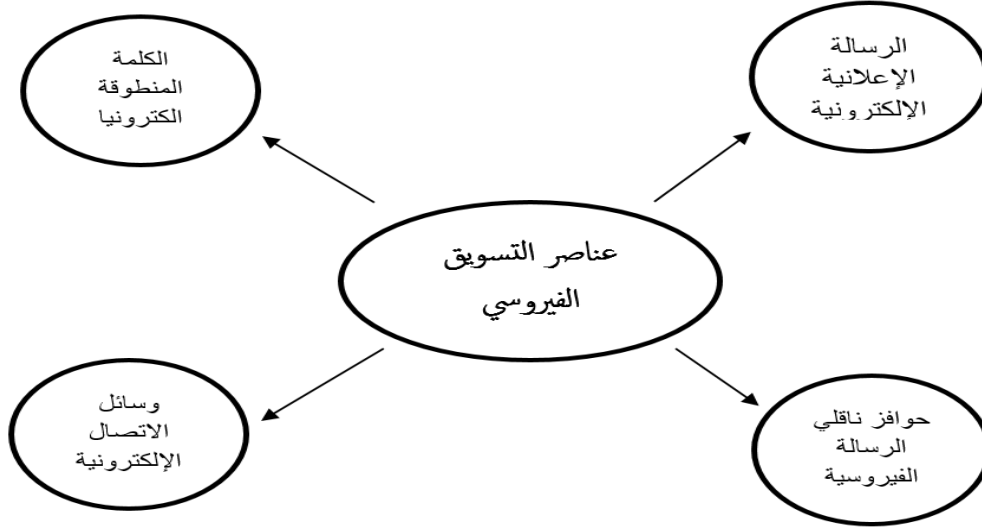 الرسالة
الإعلانية
الإلكترونية
الكلمة
المنطوقة
الكترونيا
عناصر التسويق
الفيروسي
حوافز ناقلي
الرسالة
الفيروسية
وسائل
الاتصال
الإلكترونية